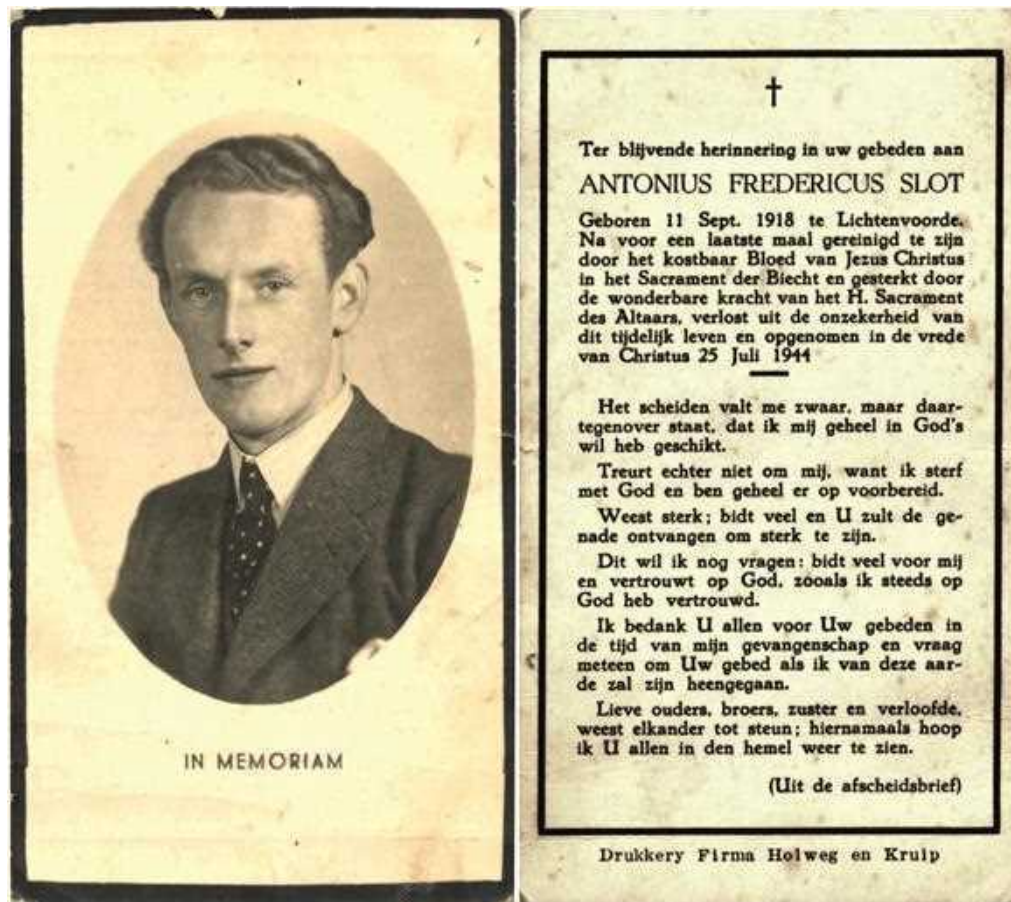 IN MEMORIAM
Ter blijvende herinnering in uw gebeden aan
ANTONIUS FREDERICUS SLOT
Geboren 11 Sept. 1918 te Lichtenvoorde.
Na voor een laatste maal gereinigd te zijn
door het kostbaar Bloed van Jezus Christus
in het Sacrament der Biecht en gesterkt door
de wonderbare kracht van het H. Sacrament
des Altaars, verlost uit de onzekerheid van
dit tijdelijk leven en opgenomen in de vrede
van Christus 25 Juli 1944
Het scheiden valt me zwaar, maar daar-
tegenover staat, dat ik mij geheel in God's
wil heb geschikt.
Treurt echter niet om mij, want ik sterf
met God en ben geheel er op voorbereid.
Weest sterk; bidt veel en U zult de ge-
nade ontvangen om sterk te zijn.
Dit wil ik nog vragen: bidt veel voor mij
en vertrouwt op God, zooals ik steeds op
God heb vertrouwd.
Ik bedank U allen voor Uw gebeden in
de tijd van mijn gevangenschap en vraag
meteen om Uw gebed als ik van deze aar-
de zal zijn heengegaan.
Lieve ouders, broers, zuster en verloofde,
weest elkander tot steun; hiernamaals hoop
ik U allen in den hemel weer te zien.
(Uit de afscheidsbrief)
Drukkery Firma Holweg en Kruip